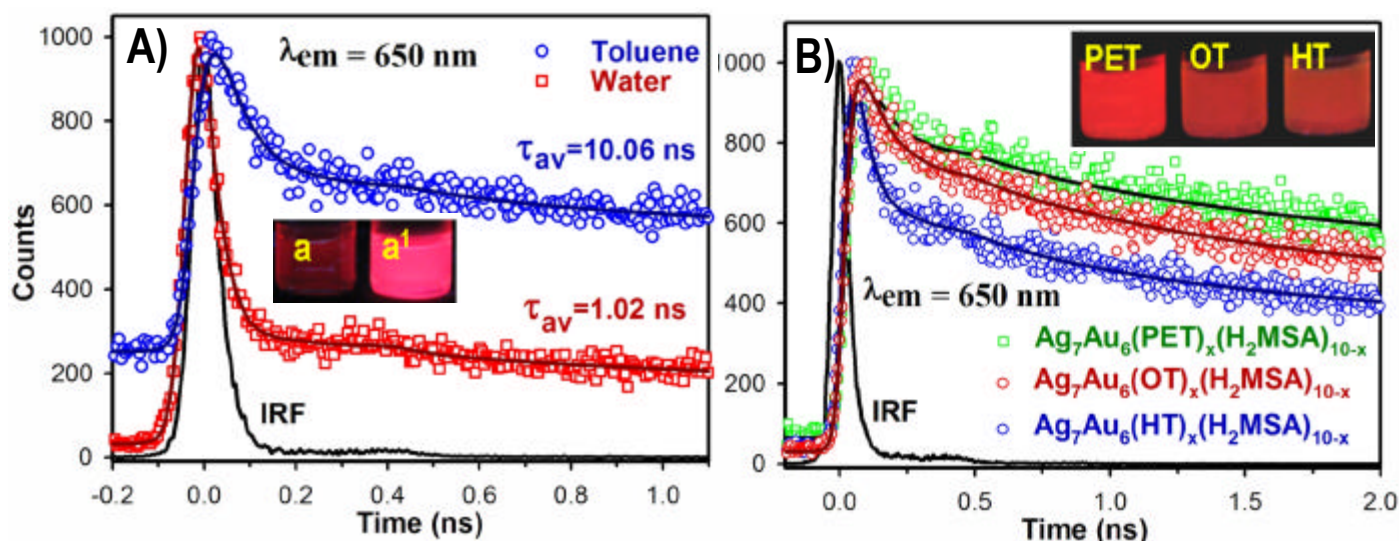 A)
λem = 650 nm
Toluene
Water
τav=10.06 ns
a
a1
τav=1.02 ns
IRF
Counts
1000
800
600
400
200
0
-0.2
0.0
0.2
0.4
0.6
0.8
1.0
Time (ns)
B)
PET
OT
HT
λem = 650 nm
Ag7Au6(PET)x(H2MSA)10-x
Ag7Au6(OT)x(H2MSA)10-x
Ag7Au6(HT)x(H2MSA)10-x
IRF
1000
800
600
400
200
0
0.0
0.5
1.0
1.5
2.0
Time (ns)